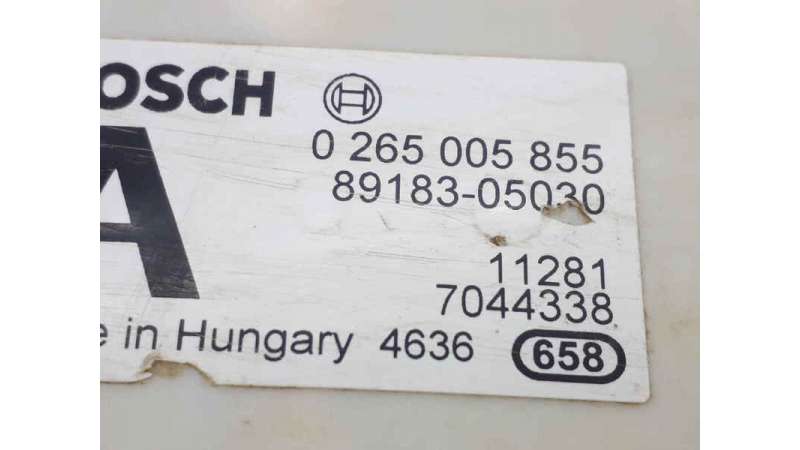 OSCH
0 265 005 855
89183-05030
A
11281
7044338
e in Hungary 4636 658